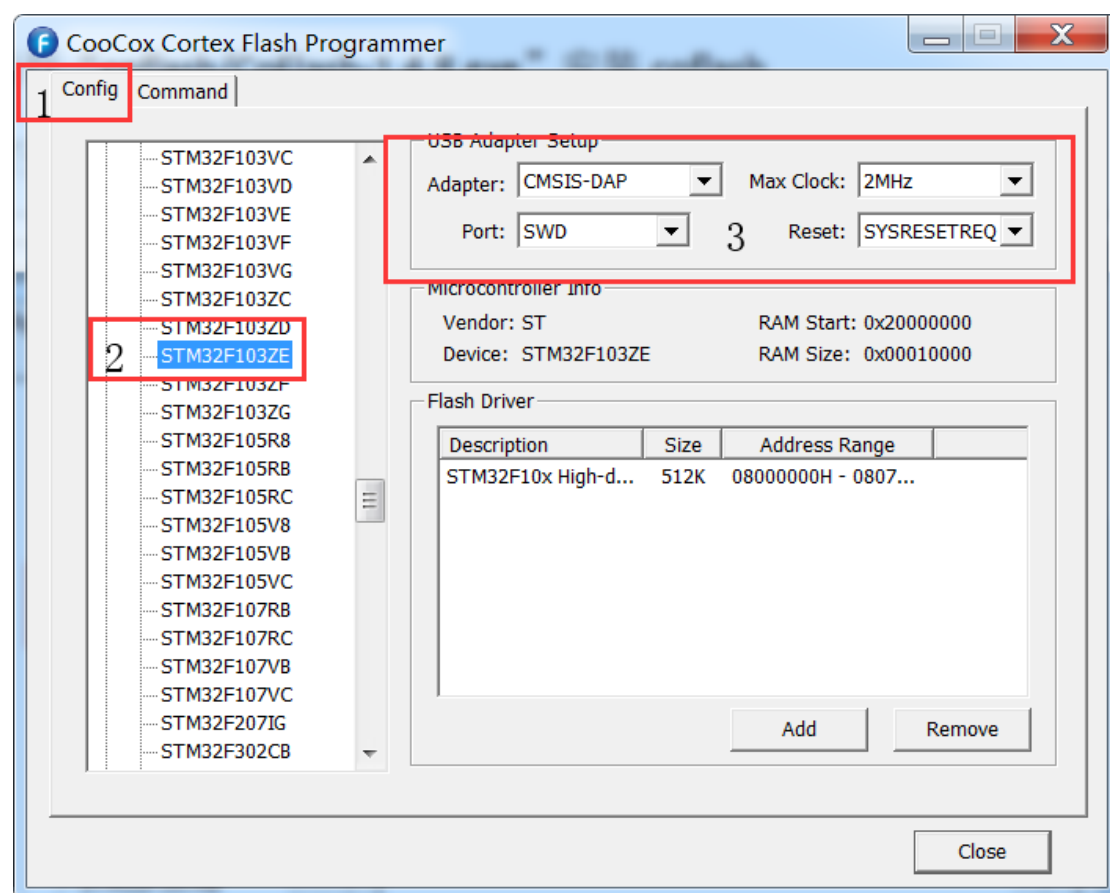 CooCox Cortex Flash Programmer
1
Config
Command
STM32F103VC
STM32F103VD
STM32F103VE
STM32F103VF
STM32F103VG
STM32F103ZC
STM32F103ZD
2
STM32F103ZE
STM32F103ZF
STM32F103ZG
STM32F105R8
STM32F105RB
STM32F105RC
STM32F105V8
STM32F105VB
STM32F105VC
STM32F107RB
STM32F107RC
STM32F107VB
STM32F107VC
STM32F207IG
STM32F302CB
USB Adapter Setup
Adapter: CMSIS-DAP Max Clock: 2MHz
Port: SWD 3 Reset: SYSRESETREQ
Microcontroller Info
Vendor: ST RAM Start: 0x20000000
Device: STM32F103ZE RAM Size: 0x00010000
Flash Driver
Description Size Address Range
STM32F10x High-d... 512K 08000000H - 0807...
Add Remove
Close